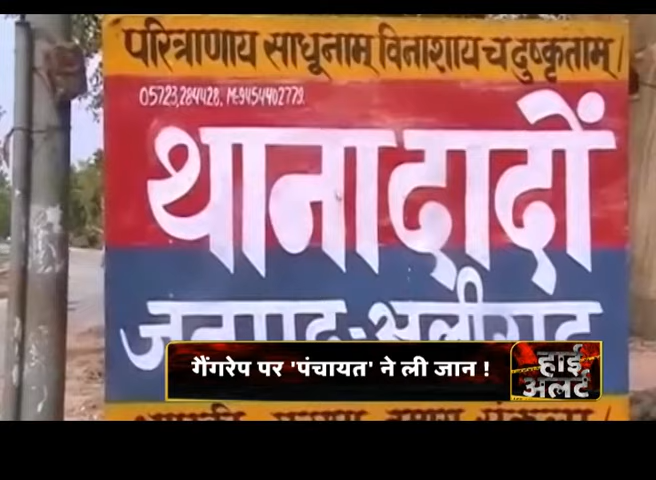 परित्राणाय साधूनाम् विनाशाय च दुष्कृताम् ।
05723,284428, M:9454402779.
थाना दादों
जनपद-अलीगढ़
गैंगरेप पर 'पंचायत' ने ली जान !
हाई
अलर्ट